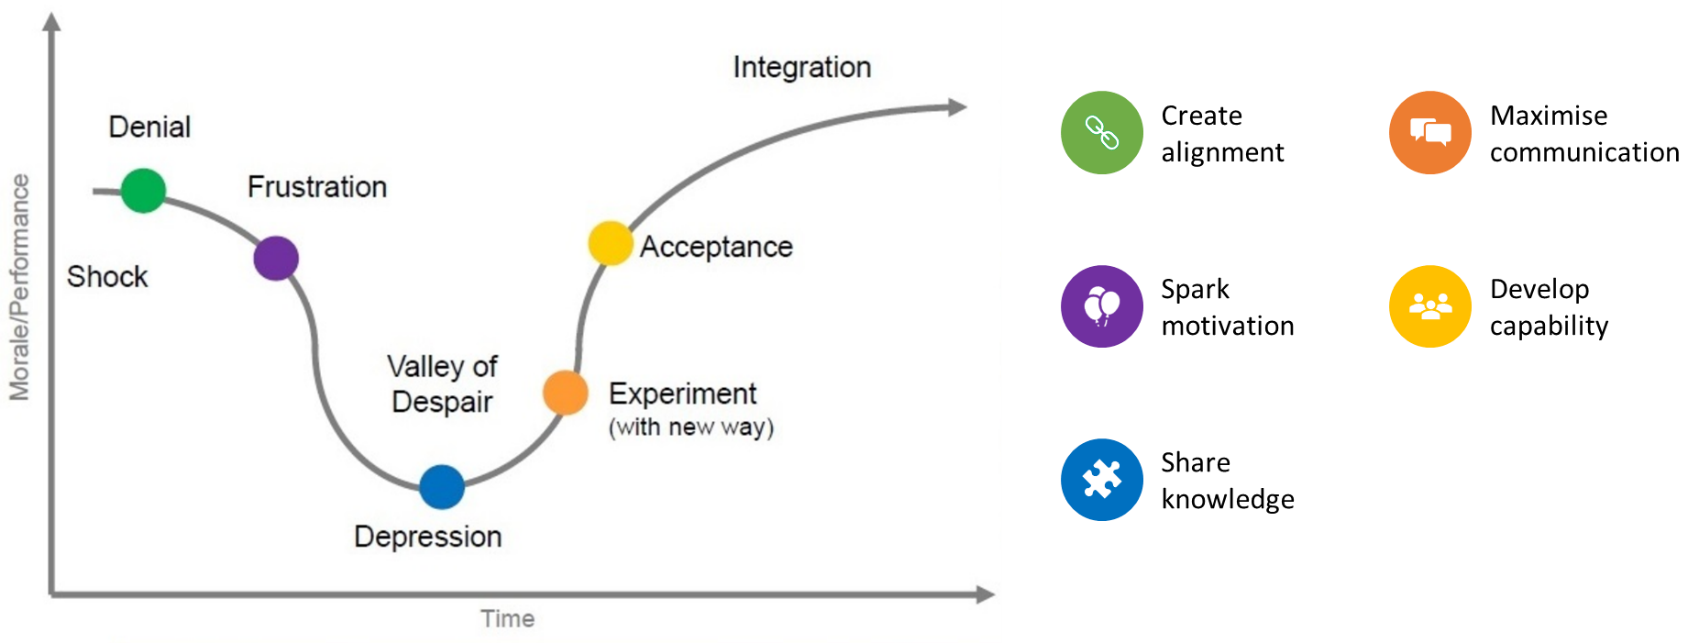 Integration
Denial
Frustration
Acceptance
Shock
Valley of
Despair
Experiment
(with new way)
Depression
Morale/Performance
Time
Create
alignment
Maximise
communication
Spark
motivation
Develop
capability
Share
knowledge